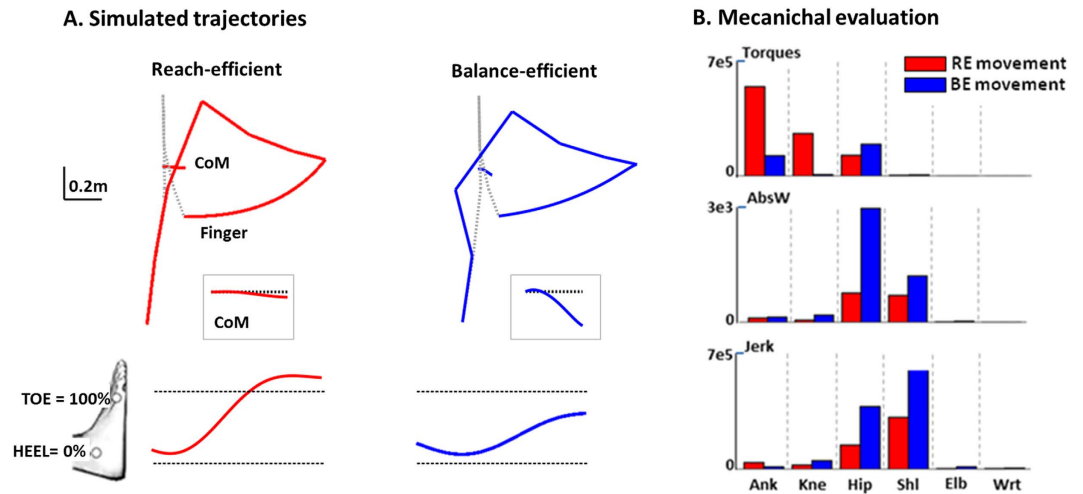 A. Simulated trajectories
Reach-efficient
Balance-efficient
CoM
0.2m
Finger
CoM
TOE = 100%
HEEL= 0%
B. Mecanichal evaluation
Torques
7e5
0
RE movement
BE movement
AbsW
3e3
0
Jerk
7e5
0
Ank Kne Hip Shl Elb Wrt